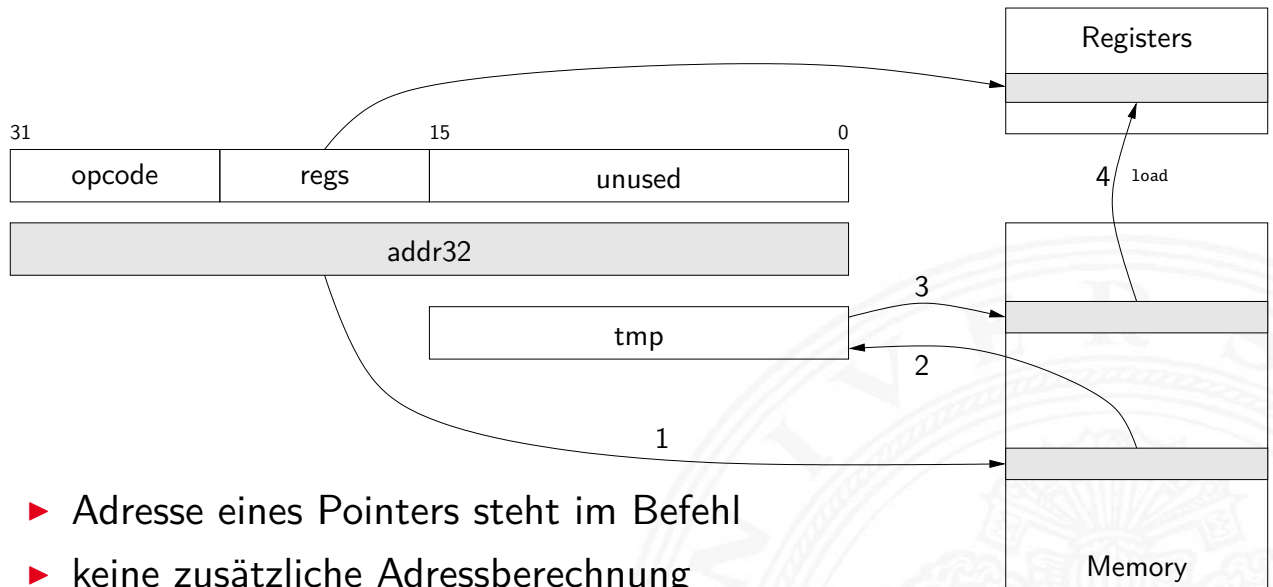 Registers
31 15 0
opcode regs unused
4 load
addr32
3
tmp
2
1
▶ Adresse eines Pointers steht im Befehl
▶ keine zusätzliche Adressberechnung
Memory
UNIVERS